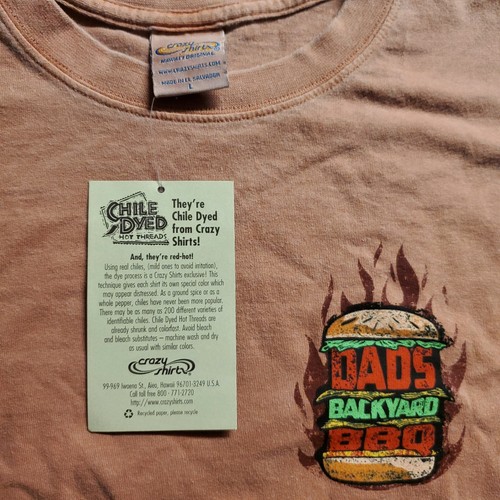 crazy
shirts
HAWAII'S ORIGINAL
WWW.CRAZYSHIRTS.COM
MADE IN EL SALVADOR
L
CHILE
DYED
HOT THREADS
They're
Chile Dyed
from Crazy
Shirts!
And, they're red-hot!
Using real chiles, (mild ones to avoid irritation),
the dye process is a Crazy Shirts exclusive! This
technique gives each shirt its own special color which
may appear distressed. As a ground spice or as a
whole pepper, chiles have never been more popular.
There may be as many as 200 different varieties of
identifiable chiles. Chile Dyed Hot Threads are
already shrunk and colorfast. Avoid bleach
and bleach substitutes – machine wash and dry
as usual with similar colors.
crazy
shirts
99-969 Iwaena St., Aiea, Hawaii 96701-3249 U.S.A.
Call toll free 800 · 771-2720
http://www.crazyshirts.com
Recycled paper, please recycle.
DAD'S
BACKYARD
BBQ